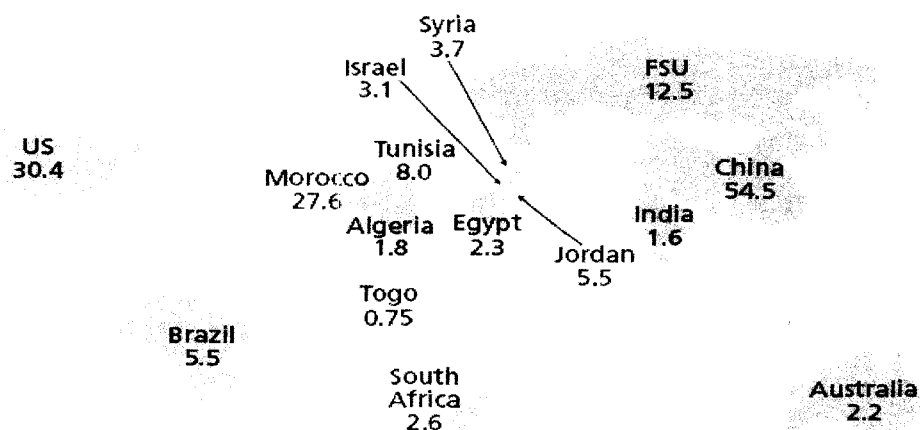 Syria
3.7
Israel
3.1
FSU
12.5
US
30.4
Tunisia
8.0
Morocco
27.6
China
54.5
Algeria
1.8
Egypt
2.3
India
1.6
Jordan
5.5
Togo
0.75
Brazil
5.5
South
Africa
2.6
Australia
2.2